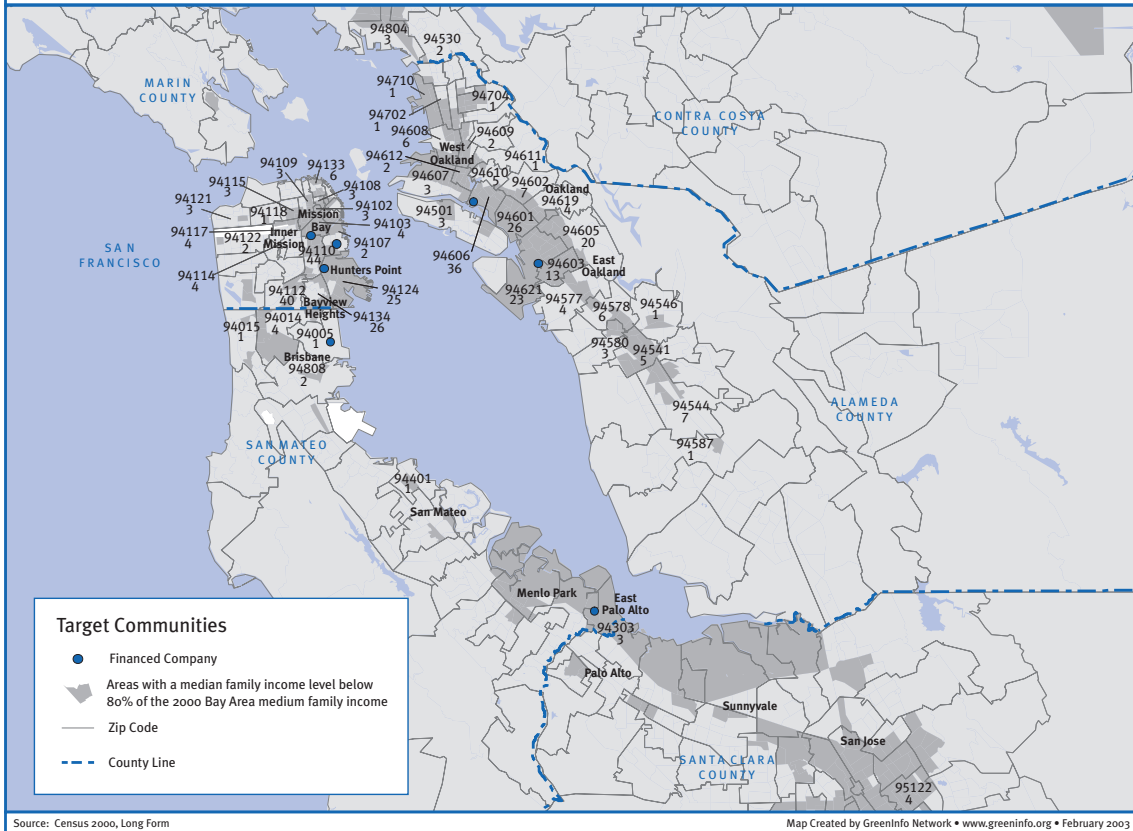 94804
3
94530
2
MARIN
COUNTY
94710
1
94704
1
94702
1
CONTRA COSTA
COUNTY
94608
6
94609
2
West
Oakland
94612
2
94611
1
94109
3
94133
6
94607
3
94610
5
94602
7
Oakland
94619
4
94115
3
94108
3
94121
3
94118
1
Mission
Bay
94102
3
94501
3
94601
26
94103
4
94117
4
94122
2
Inner
Mission
94107
2
94605
20
SAN
FRANCISCO
94110
44
94606
36
94603
13
East
Oakland
94114
4
Hunters Point
94112
40
94124
25
94621
23
94577
4
94578
6
94546
1
Bayview
Heights
94134
26
94015
1
94014
4
94005
1
94580
3
94541
5
Brisbane
94808
2
94544
7
ALAMEDA
COUNTY
94587
1
SAN MATEO
COUNTY
94401
1
San Mateo
Menlo Park
East
Palo Alto
94303
3
Palo Alto
Sunnyvale
San Jose
SANTA CLARA
COUNTY
95122
4
Target Communities
Financed Company
Areas with a median family income level below
80% of the 2000 Bay Area medium family income
Zip Code
County Line
Source: Census 2000, Long Form
Map Created by GreenInfo Network • www.greeninfo.org • February 2003